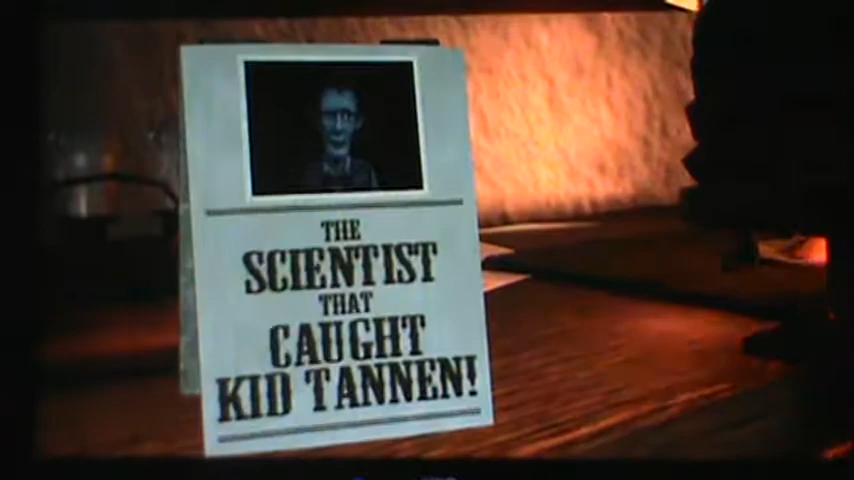 THE
SCIENTIST
THAT
CAUGHT
KID TANNEN!